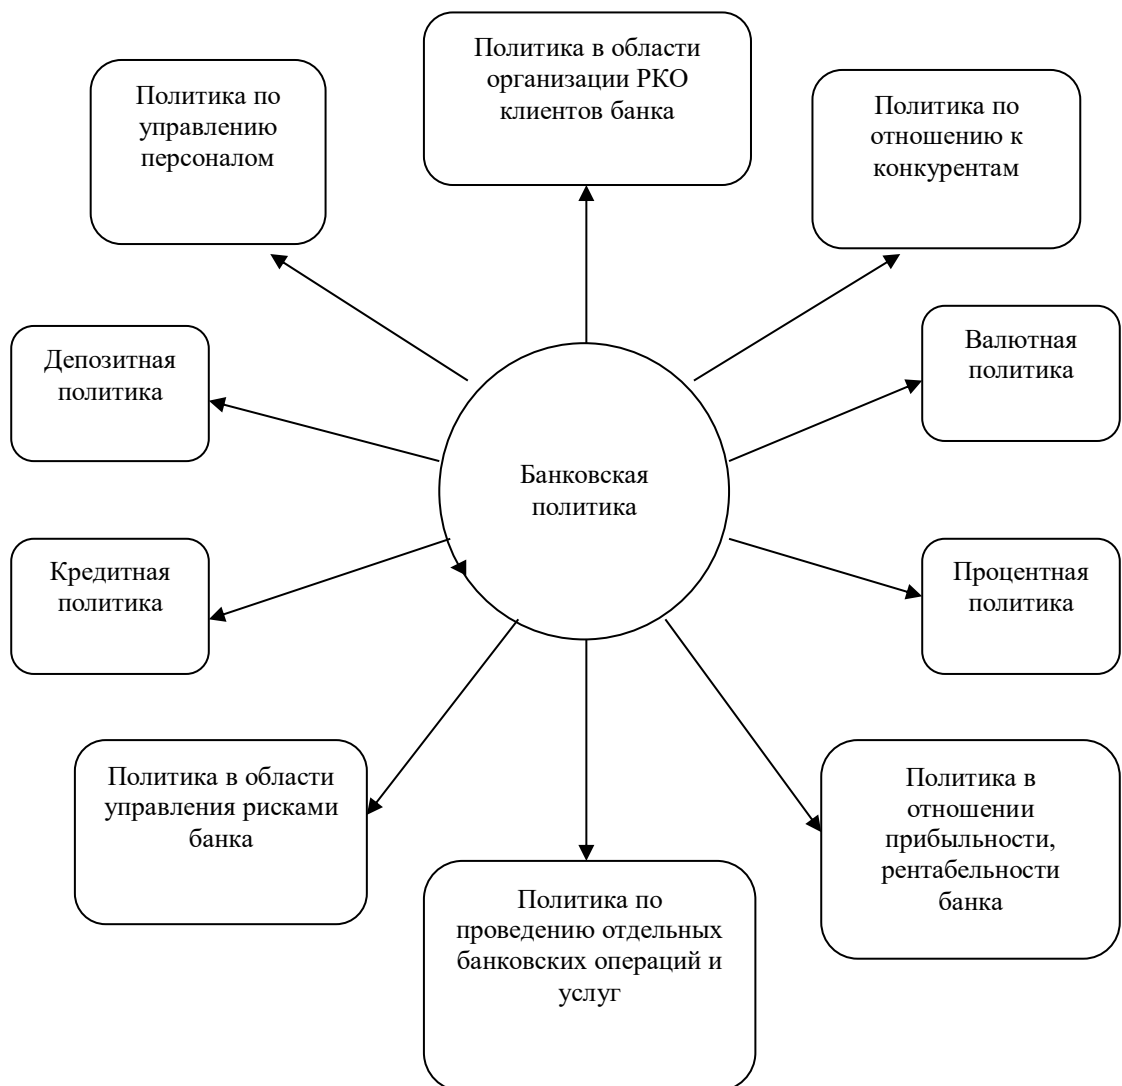 Политика в области
организации РКО
клиентов банка
Политика по
управлению
персоналом
Политика по
отношению к
конкурентам
Депозитная
политика
Валютная
политика
Банковская
политика
Кредитная
политика
Процентная
политика
Политика в области
управления рисками
банка
Политика в
отношении
прибыльности,
рентабельности
банка
Политика по
проведению отдельных
банковских операций и
услуг